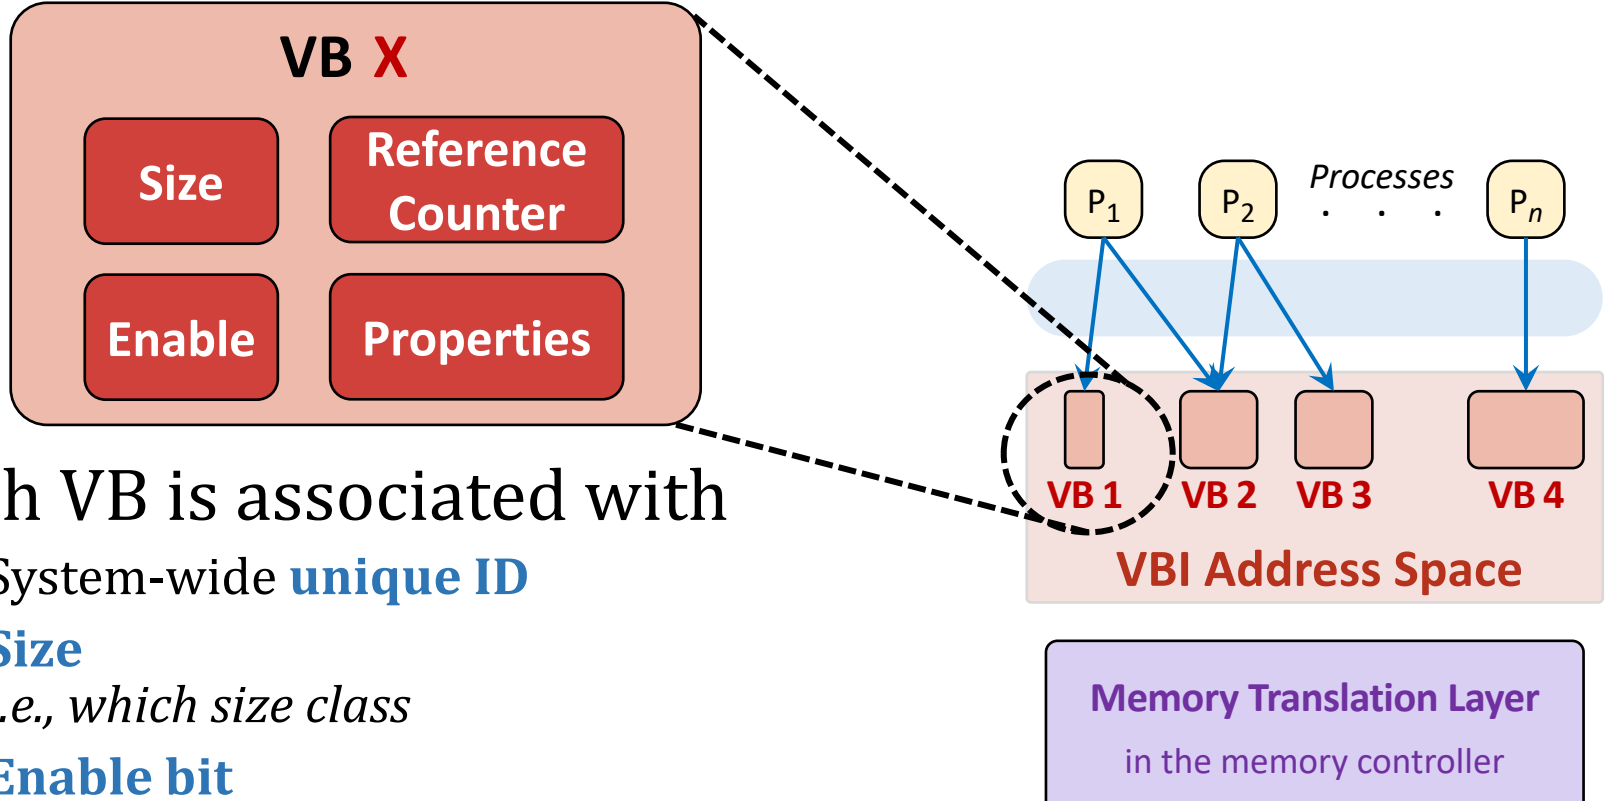 VB X
Size
Reference
Counter
Enable
Properties
h VB is associated with
System-wide unique ID
Size
.e., which size class
Enable bit
Processes
P1
P2
. . .
Pn
VB 1
VB 2
VB 3
VB 4
VBI Address Space
Memory Translation Layer
in the memory controller